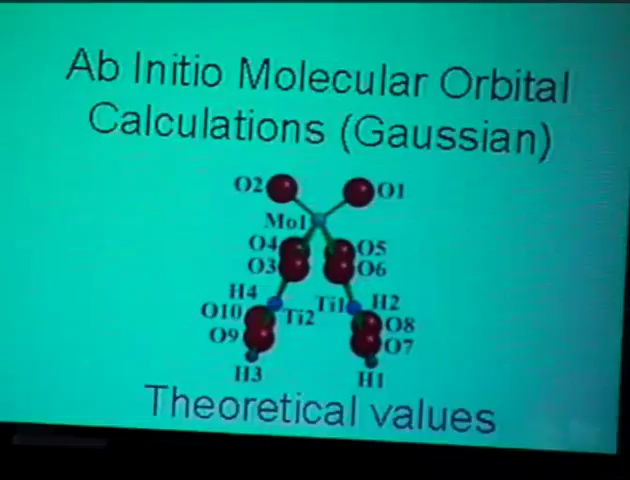 Ab Initio Molecular Orbital
Calculations (Gaussian)
O2 O1
Mo1
O4 O5
O3 O6
H4 Ti1 H2
O10 Ti2 O8
O9 O7
H3 H1
Theoretical values